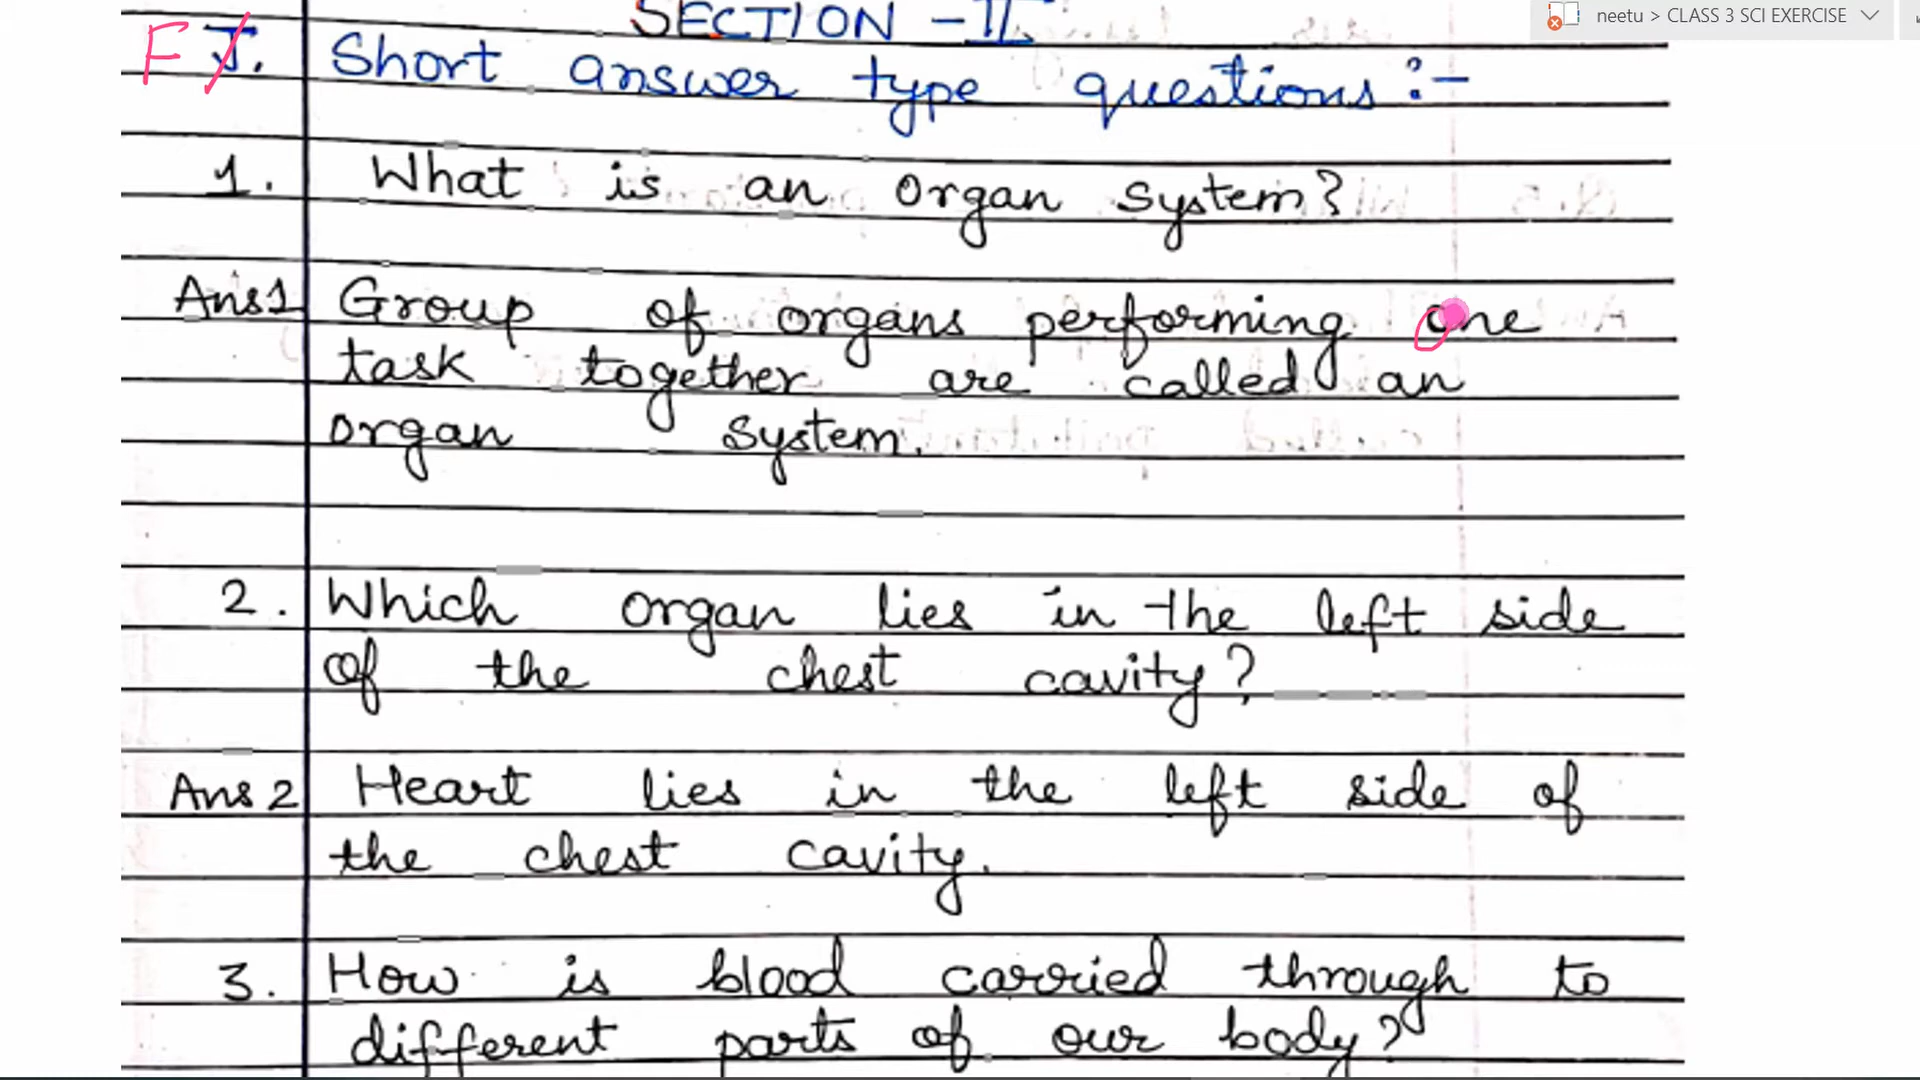 neetu > CLASS 3 SCI EXERCISE
SECTION - II
F J. Short answer type questions:-
1. What is an organ system?
Ans1 Group of organs performing one
task together are called an
organ system.
2. Which organ lies in the left side
of the chest cavity?
Ans 2 Heart lies in the left side of
the chest cavity.
3. How is blood carried through to
different parts of our body?